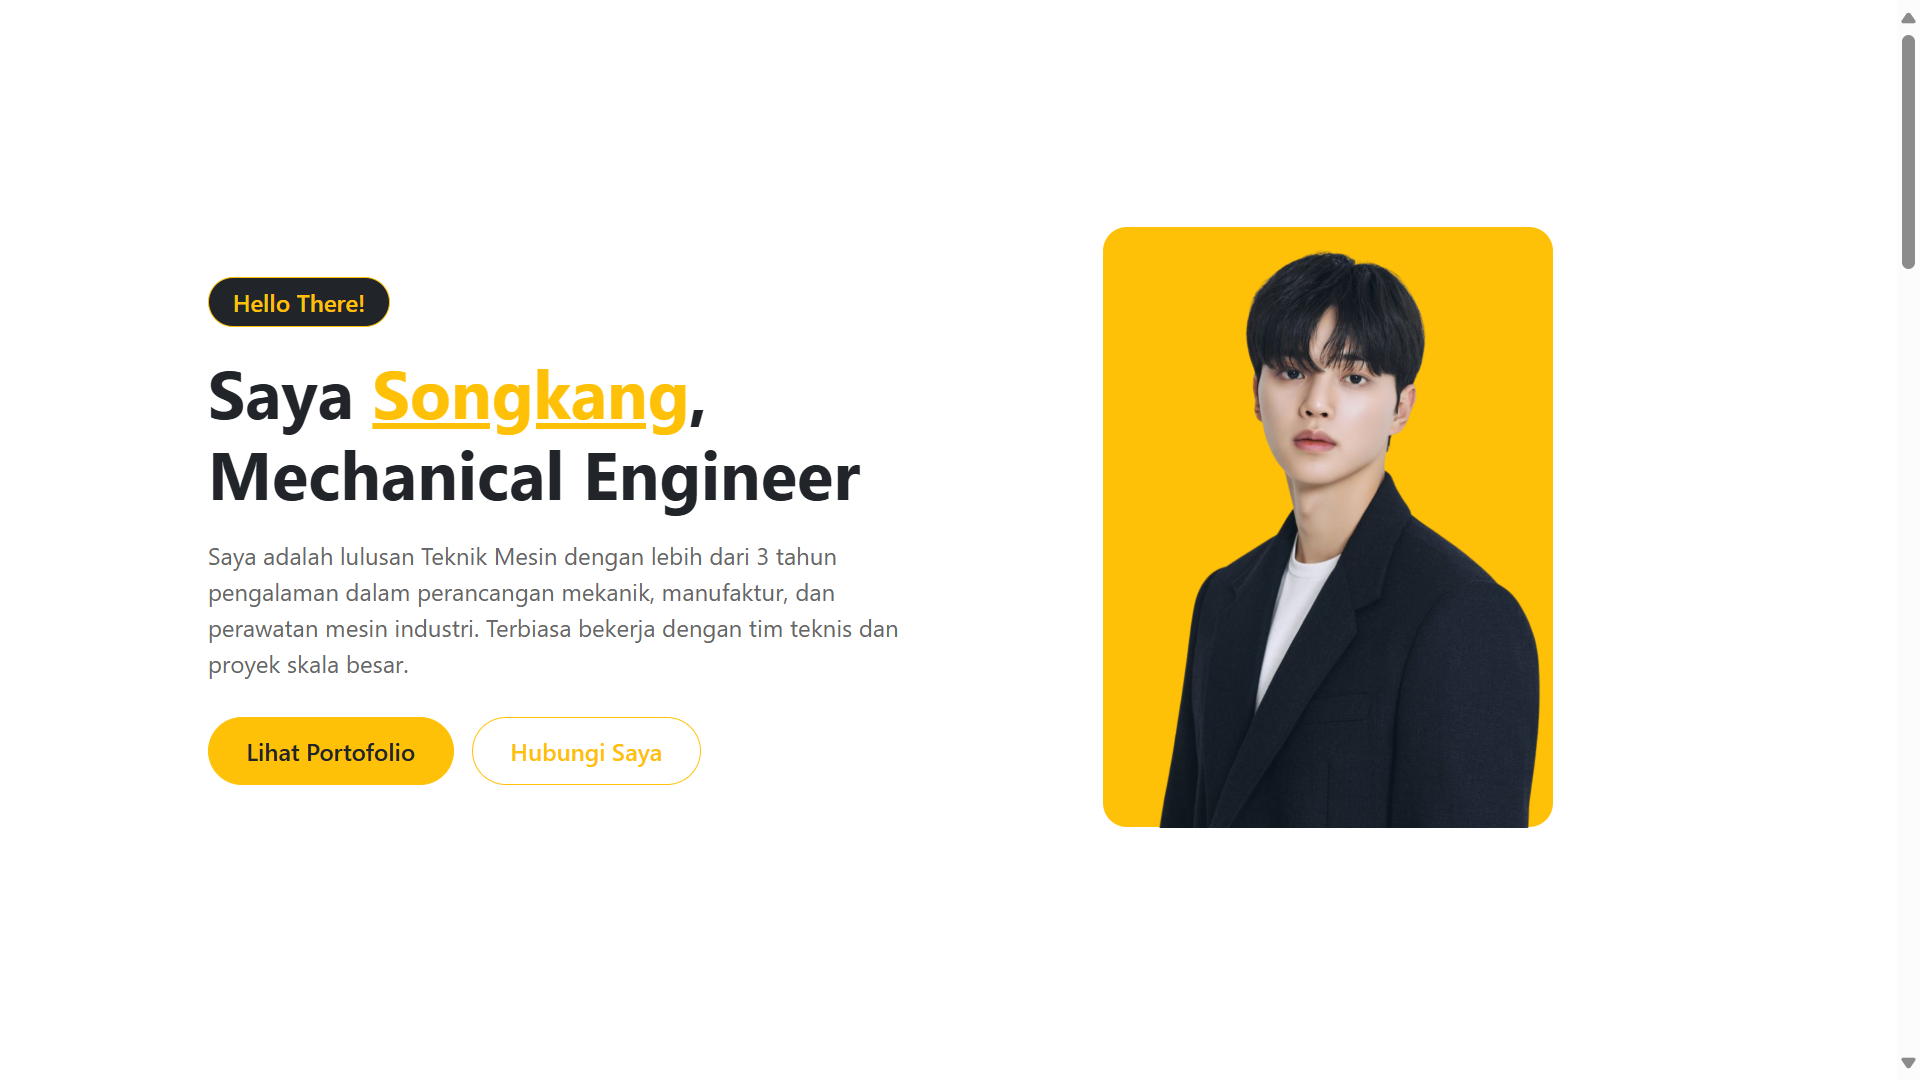 Hello There!
Saya Songkang,
Mechanical Engineer
Saya adalah lulusan Teknik Mesin dengan lebih dari 3 tahun
pengalaman dalam perancangan mekanik, manufaktur, dan
perawatan mesin industri. Terbiasa bekerja dengan tim teknis dan
proyek skala besar.
Lihat Portofolio
Hubungi Saya